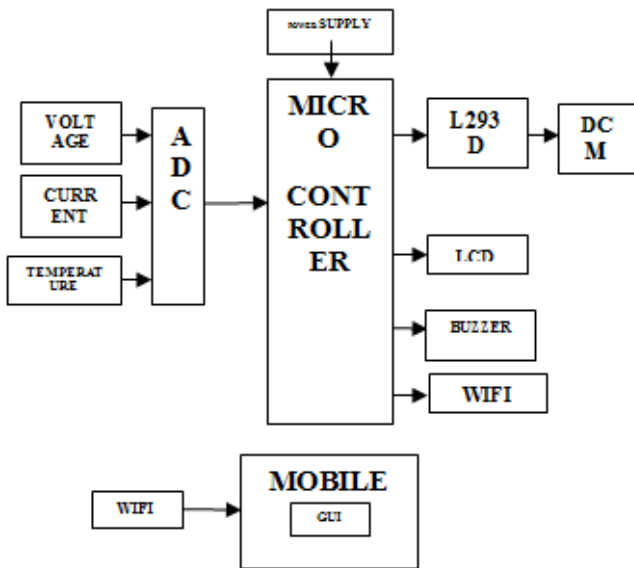 POWER SUPPLY
VOLT
AGE
CURR
ENT
TEMPERAT
URE
A
D
C
MICR
O
CONT
ROLL
ER
L293
D
DC
M
LCD
BUZZER
WIFI
WIFI
MOBILE
GUI